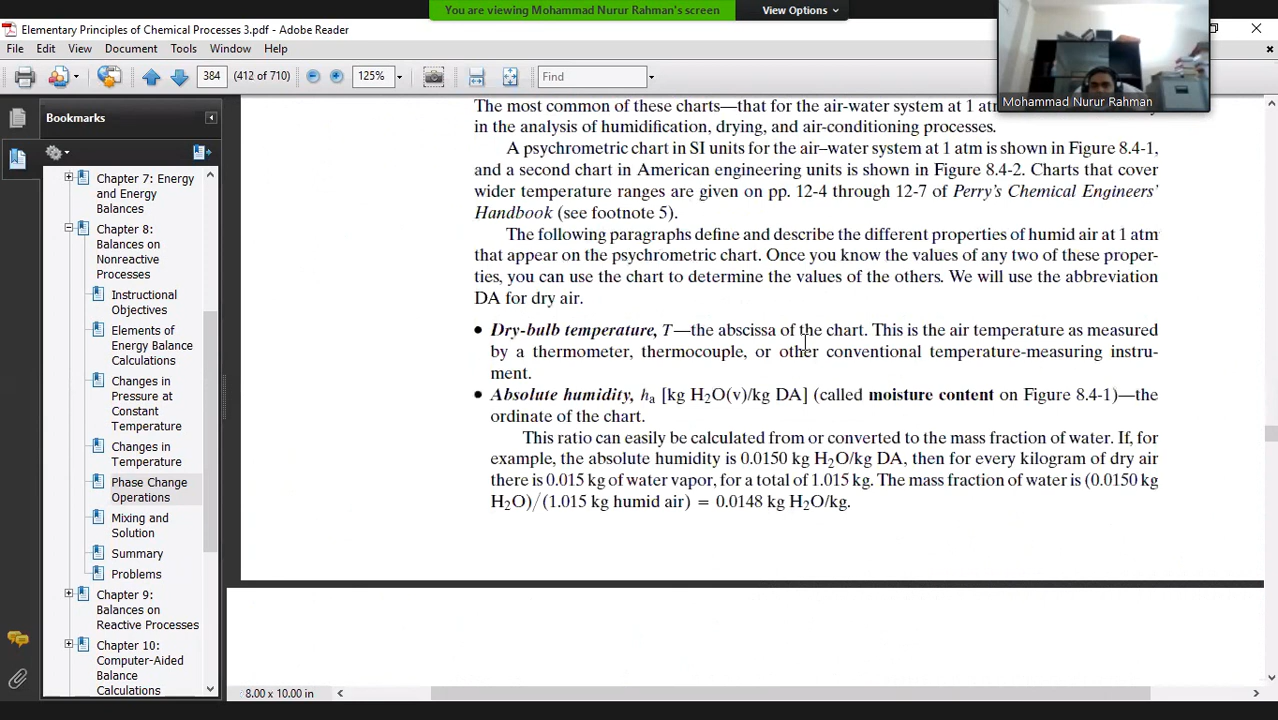 You are viewing Mohammad Nurur Rahman's screen
View Options
Elementary Principles of Chemical Processes 3.pdf - Adobe Reader
File Edit View Document Tools Window Help
384 (412 of 710) 125% Find
Mohammad Nurur Rahman
Bookmarks
Chapter 7: Energy
and Energy
Balances
Chapter 8:
Balances on
Nonreactive
Processes
Instructional
Objectives
Elements of
Energy Balance
Calculations
Changes in
Pressure at
Constant
Temperature
Changes in
Temperature
Phase Change
Operations
Mixing and
Solution
Summary
Problems
Chapter 9:
Balances on
Reactive Processes
Chapter 10:
Computer-Aided
Balance
Calculations
The most common of these charts—that for the air-water system at 1 atm
in the analysis of humidification, drying, and air-conditioning processes.
A psychrometric chart in SI units for the air–water system at 1 atm is shown in Figure 8.4-1,
and a second chart in American engineering units is shown in Figure 8.4-2. Charts that cover
wider temperature ranges are given on pp. 12-4 through 12-7 of Perry's Chemical Engineers'
Handbook (see footnote 5).
The following paragraphs define and describe the different properties of humid air at 1 atm
that appear on the psychrometric chart. Once you know the values of any two of these proper-
ties, you can use the chart to determine the values of the others. We will use the abbreviation
DA for dry air.
• Dry-bulb temperature, T—the abscissa of the chart. This is the air temperature as measured
by a thermometer, thermocouple, or other conventional temperature-measuring instru-
ment.
• Absolute humidity, hₐ [kg H₂O(v)/kg DA] (called moisture content on Figure 8.4-1)—the
ordinate of the chart.
This ratio can easily be calculated from or converted to the mass fraction of water. If, for
example, the absolute humidity is 0.0150 kg H₂O/kg DA, then for every kilogram of dry air
there is 0.015 kg of water vapor, for a total of 1.015 kg. The mass fraction of water is (0.0150 kg
H₂O)/(1.015 kg humid air) = 0.0148 kg H₂O/kg.
8.00 x 10.00 in